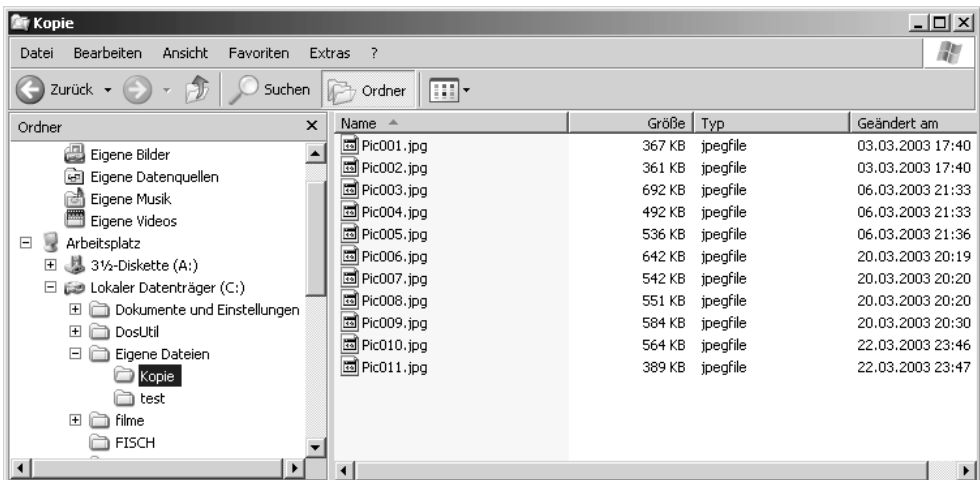 Kopie
Datei Bearbeiten Ansicht Favoriten Extras ?
Zurück Suchen Ordner
Ordner
Eigene Bilder
Eigene Datenquellen
Eigene Musik
Eigene Videos
Arbeitsplatz
3½-Diskette (A:)
Lokaler Datenträger (C:)
Dokumente und Einstellungen
DosUtil
Eigene Dateien
Kopie
test
filme
FISCH
Name Größe Typ Geändert am
Pic001.jpg 367 KB jpegfile 03.03.2003 17:40
Pic002.jpg 361 KB jpegfile 03.03.2003 17:40
Pic003.jpg 692 KB jpegfile 06.03.2003 21:33
Pic004.jpg 492 KB jpegfile 06.03.2003 21:33
Pic005.jpg 536 KB jpegfile 06.03.2003 21:36
Pic006.jpg 642 KB jpegfile 20.03.2003 20:19
Pic007.jpg 542 KB jpegfile 20.03.2003 20:20
Pic008.jpg 551 KB jpegfile 20.03.2003 20:20
Pic009.jpg 584 KB jpegfile 20.03.2003 20:30
Pic010.jpg 564 KB jpegfile 22.03.2003 23:46
Pic011.jpg 389 KB jpegfile 22.03.2003 23:47